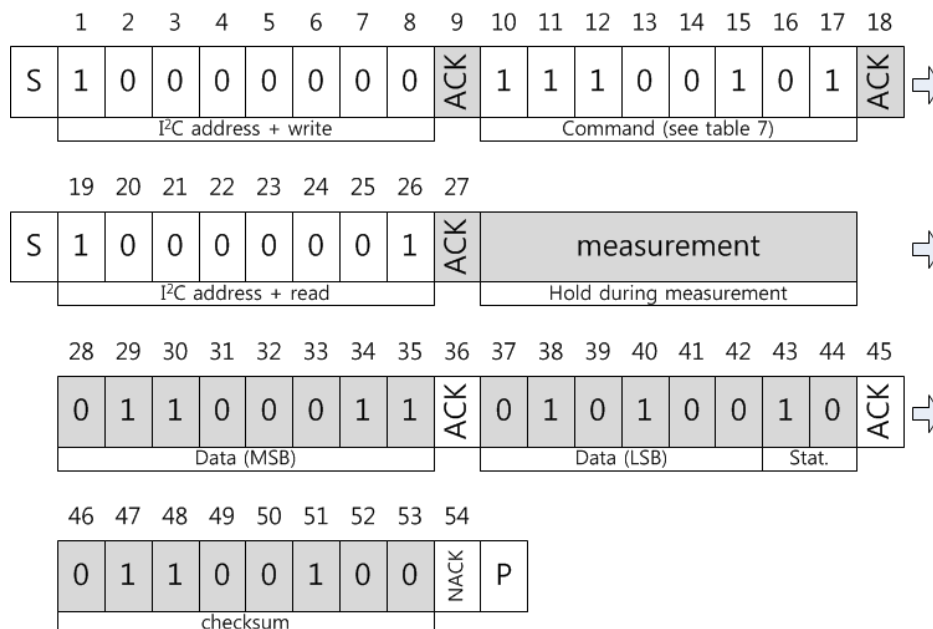 1 2 3 4 5 6 7 8 9 10 11 12 13 14 15 16 17 18
S 1 0 0 0 0 0 0 0 ACK 1 1 1 0 0 1 0 1 ACK
I²C address + write Command (see table 7)
19 20 21 22 23 24 25 26 27
S 1 0 0 0 0 0 0 1 ACK measurement
I²C address + read Hold during measurement
28 29 30 31 32 33 34 35 36 37 38 39 40 41 42 43 44 45
0 1 1 0 0 0 1 1 ACK 0 1 0 1 0 0 1 0 ACK
Data (MSB) Data (LSB) Stat.
46 47 48 49 50 51 52 53 54
0 1 1 0 0 1 0 0 NACK P
checksum